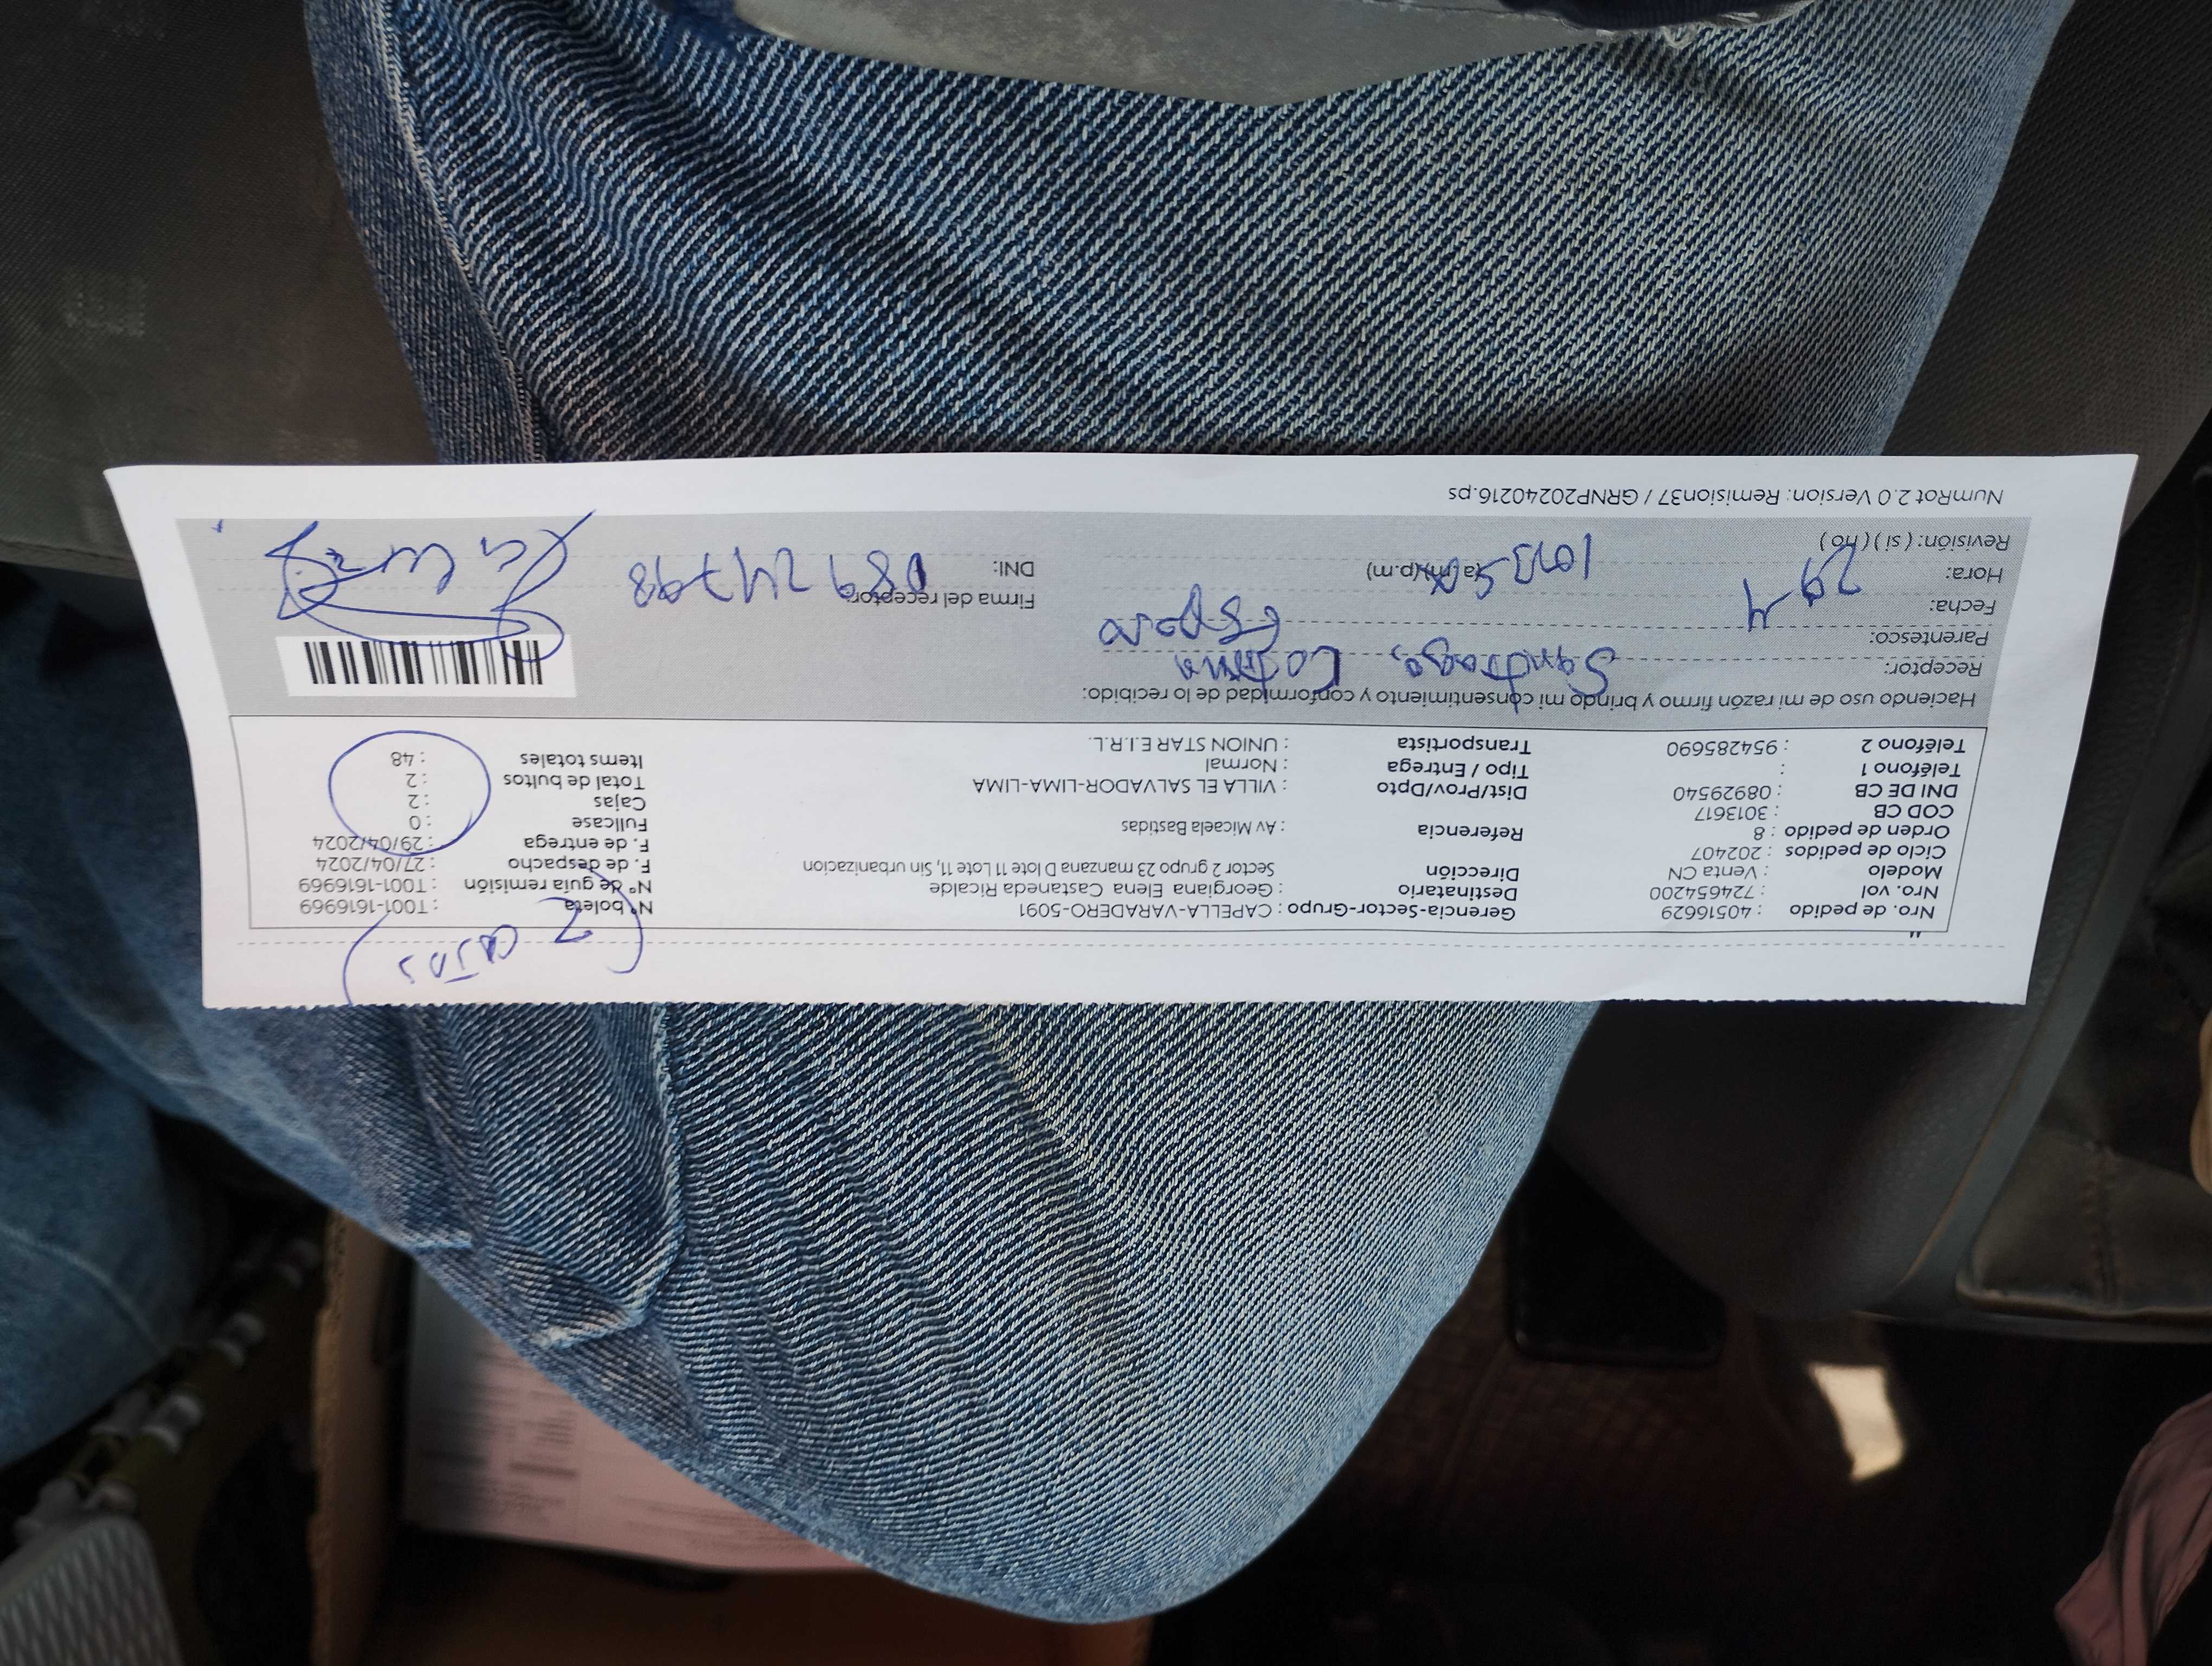 (2 cajas)
Nro. de pedido : 40516629 Gerencia-Sector-Grupo : CAPELLA-VARADERO-5091 Nº boleta : T001-1616969
Nro. vol : 724654200 Destinatario : Georgiana Elena Castaneda Ricalde Nº de guía remisión : T001-1616969
Modelo : Venta CN Dirección Sector 2 grupo 23 manzana D lote 11 Lote 11, Sin urbanizacion F. de despacho : 27/04/2024
Ciclo de pedidos : 202407 F. de entrega : 29/04/2024
Orden de pedido : 8 Referencia : Av Micaela Bastidas Fullcase : 0
COD CB : 3013617 Cajas : 2
DNI DE CB : 08929540 Dist/Prov/Dpto : VILLA EL SALVADOR-LIMA-LIMA Total de bultos : 2
Teléfono 1 : Tipo / Entrega : Normal Items totales : 48
Teléfono 2 : 954285690 Transportista : UNION STAR E.I.R.L.
Haciendo uso de mi razón firmo y brindo mi consentimiento y conformidad de lo recibido:
Receptor: Santiago,
Parentesco: esposo
Fecha: 29 4 Firma del receptor:
Hora: (a.m) (p.m) DNI: 08924798
Revisión: ( si ) ( no )
NumRot 2.0 Version: Remision37 / GRNP20240216.ps